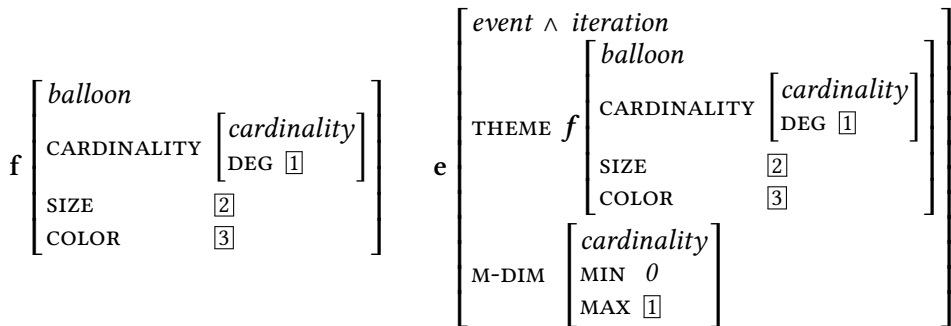 f
balloon
CARDINALITY
cardinality
DEG 1
SIZE 2
COLOR 3
e
event ∧ iteration
THEME f
balloon
CARDINALITY
cardinality
DEG 1
SIZE 2
COLOR 3
M-DIM
cardinality
MIN 0
MAX 1